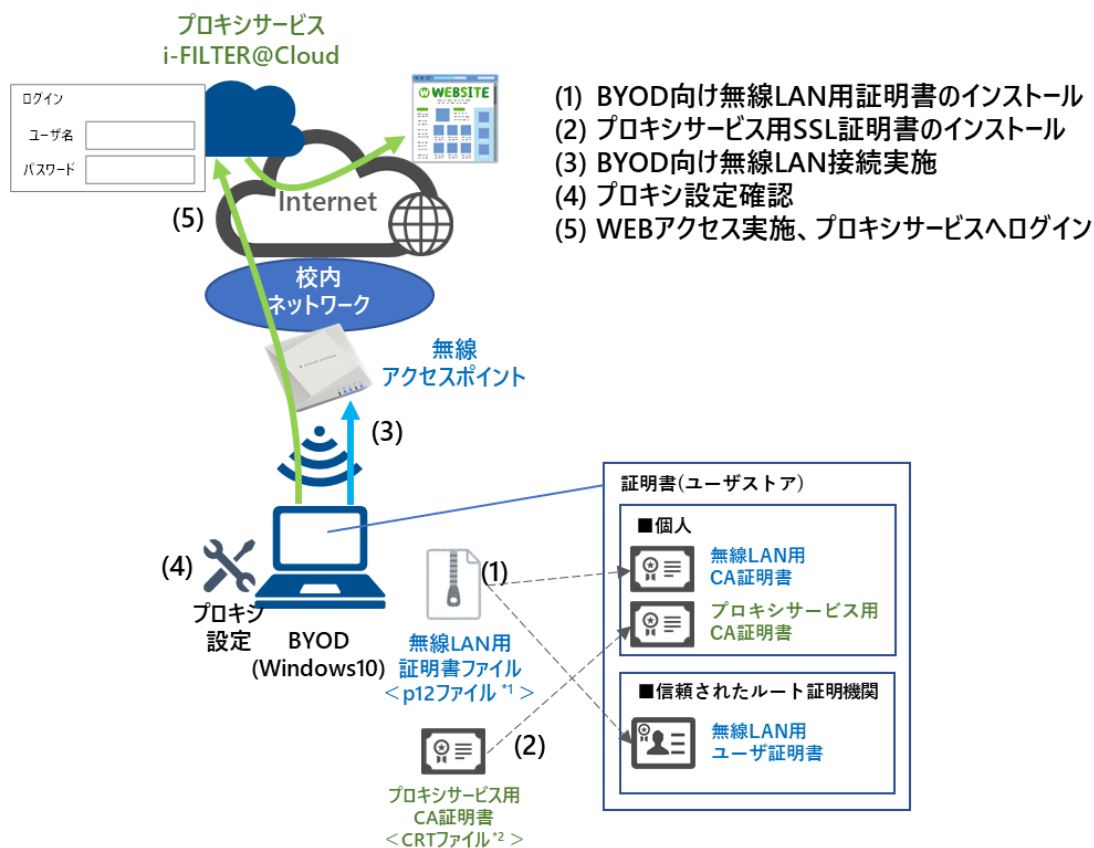 プロキシサービス
i-FILTER@Cloud
ログイン
ユーザ名
パスワード
WEBSITE
(1) BYOD向け無線LAN用証明書のインストール
(2) プロキシサービス用SSL証明書のインストール
(3) BYOD向け無線LAN接続実施
(4) プロキシ設定確認
(5) WEBアクセス実施、プロキシサービスへログイン
(5)
Internet
校内
ネットワーク
無線
アクセスポイント
(3)
(4)
プロキシ
設定
BYOD
(Windows10)
(1)
無線LAN用
証明書ファイル
＜p12ファイル *1 ＞
(2)
プロキシサービス用
CA証明書
＜CRTファイル *2 ＞
証明書(ユーザストア)
■個人
無線LAN用
CA証明書
プロキシサービス用
CA証明書
■信頼されたルート証明機関
無線LAN用
ユーザ証明書